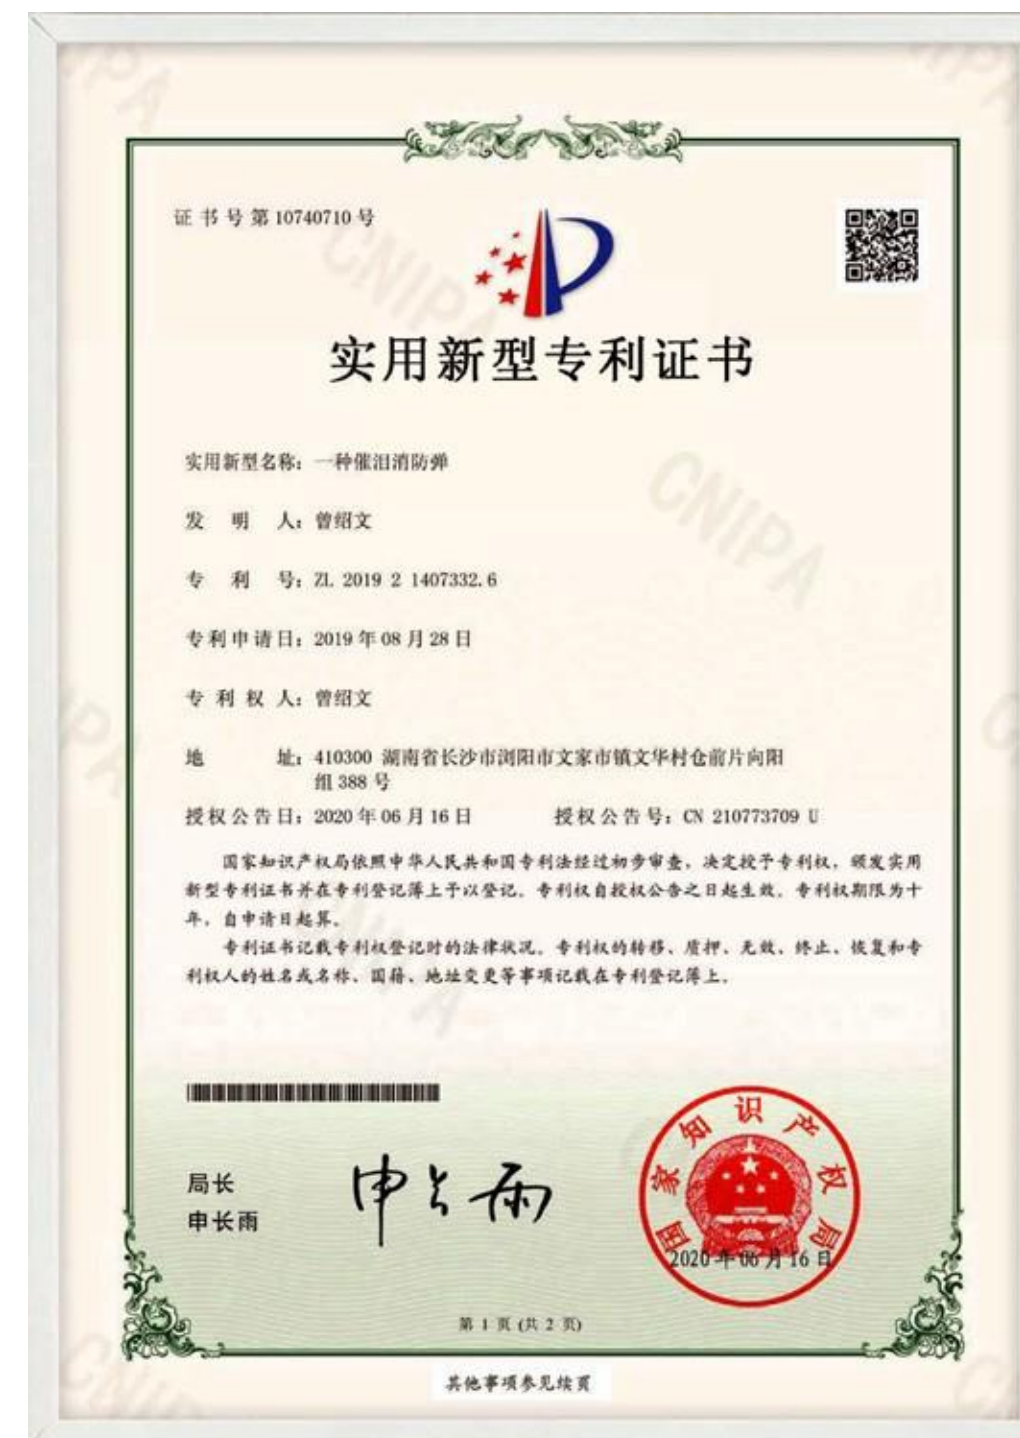 证书号第10740710号
实用新型专利证书
实用新型名称：一种催泪消防弹
发明人：曾绍文
专利号：ZL 2019 2 1407332.6
专利申请日：2019年08月28日
专利权人：曾绍文
地址：410300 湖南省长沙市浏阳市文家市镇文华村仓前片向阳
组388号
授权公告日：2020年06月16日 授权公告号：CN 210773709 U
国家知识产权局依照中华人民共和国专利法经过初步审查，决定授予专利权，颁发实用
新型专利证书并在专利登记簿上予以登记。专利权自授权公告之日起生效。专利权期限为十
年，自申请日起算。
专利证书记载专利权登记时的法律状况。专利权的转移、质押、无效、终止、恢复和专
利权人的姓名或名称、国籍、地址变更等事项记载在专利登记簿上。
局长
申长雨
申长雨
国家知识产权局
2020年06月16日
第 1 页 (共 2 页)
其他事项参见续页
CNIPA